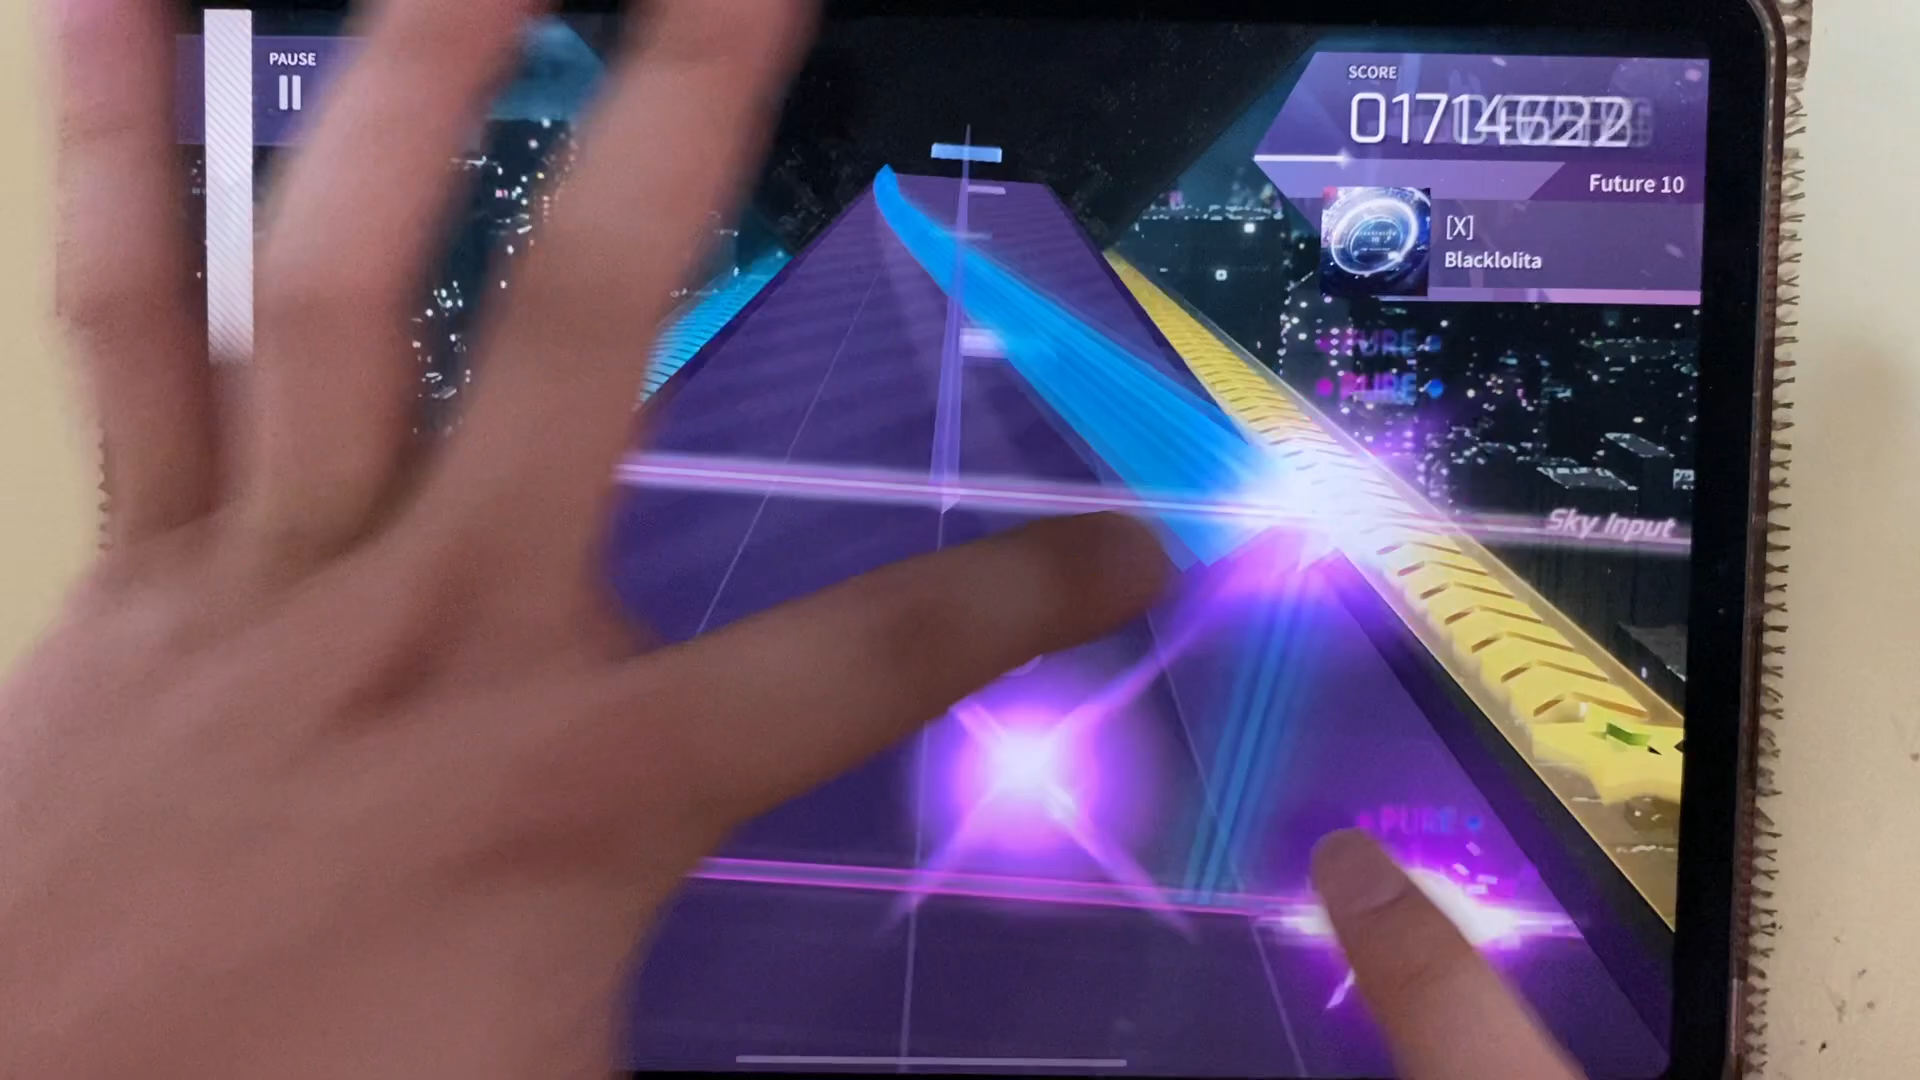 PAUSE
SCORE
Future 10
[X]
Blacklolita
PURE
PURE
Sky Input
PURE